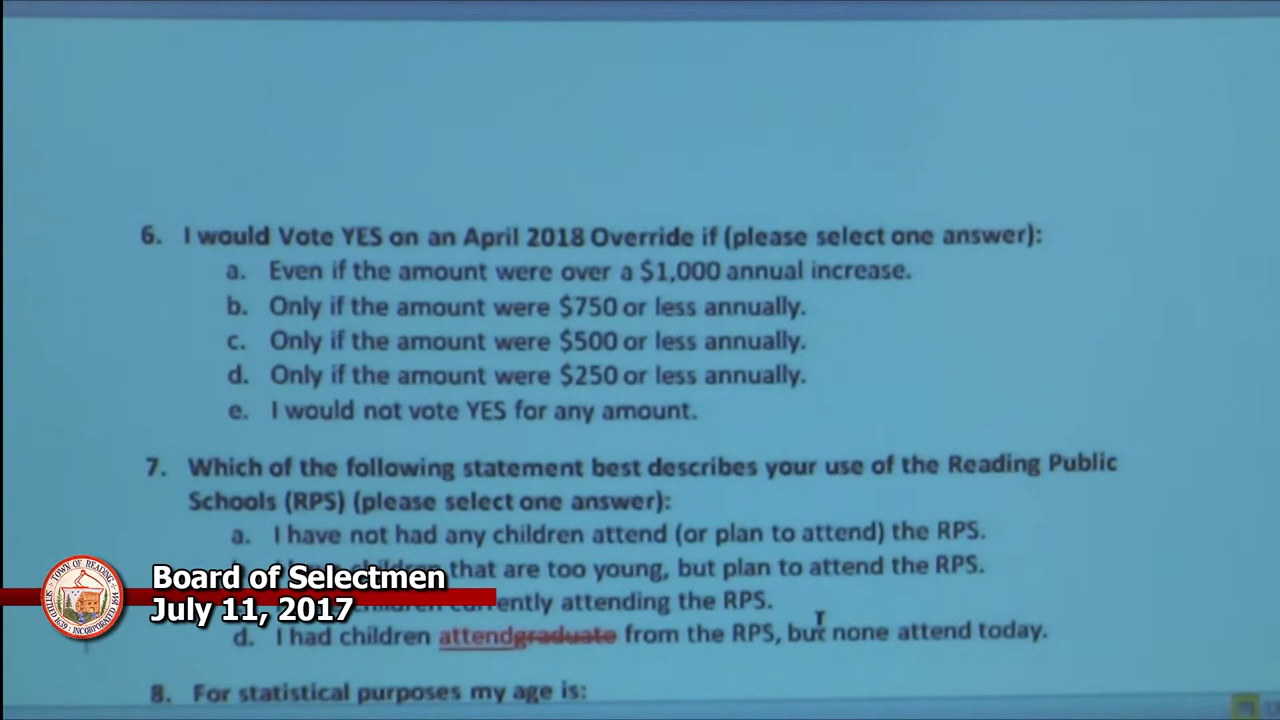 6. I would Vote YES on an April 2018 Override if (please select one answer):
a. Even if the amount were over a $1,000 annual increase.
b. Only if the amount were $750 or less annually.
c. Only if the amount were $500 or less annually.
d. Only if the amount were $250 or less annually.
e. I would not vote YES for any amount.
7. Which of the following statement best describes your use of the Reading Public
Schools (RPS) (please select one answer):
a. I have not had any children attend (or plan to attend) the RPS.
that are too young, but plan to attend the RPS.
attending the RPS.
d. I had children attendgraduate from the RPS, but none attend today.
8. For statistical purposes my age is:
Board of Selectmen
July 11, 2017
TOWN OF READING